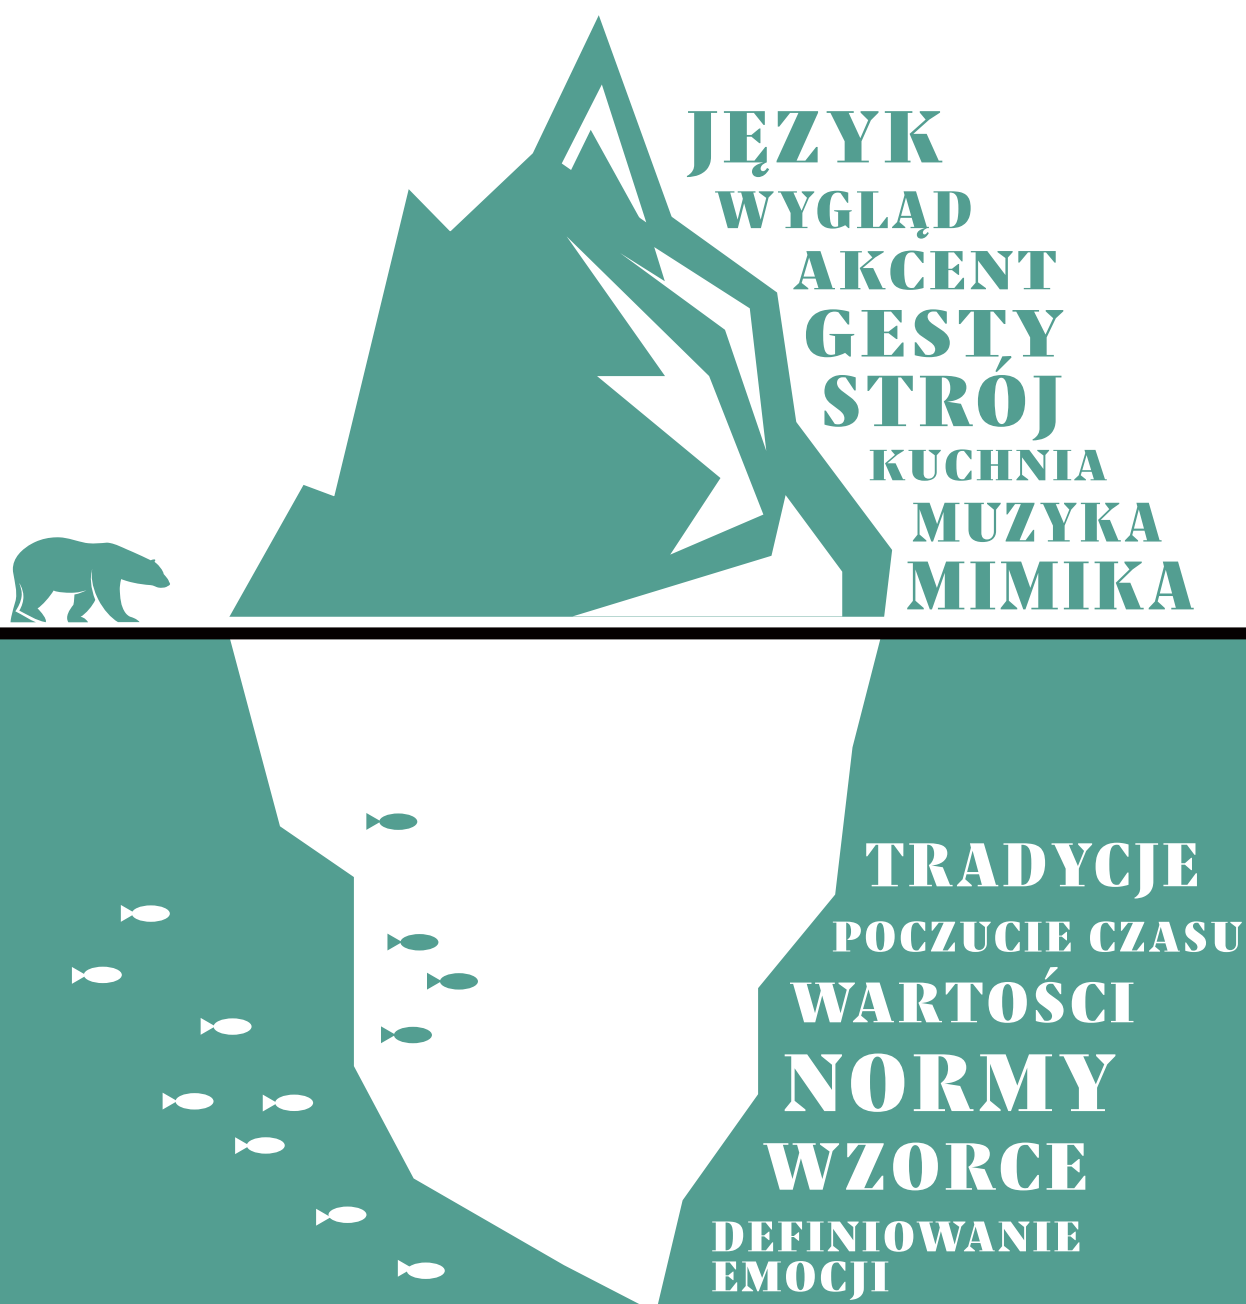 JĘZYK
WYGLĄD
AKCENT
GESTY
STRÓJ
KUCHNIA
MUZYKA
MIMIKA
TRADYCJE
POCZUCIE CZASU
WARTOŚCI
NORMY
WZORCE
DEFINIOWANIE
EMOCJI